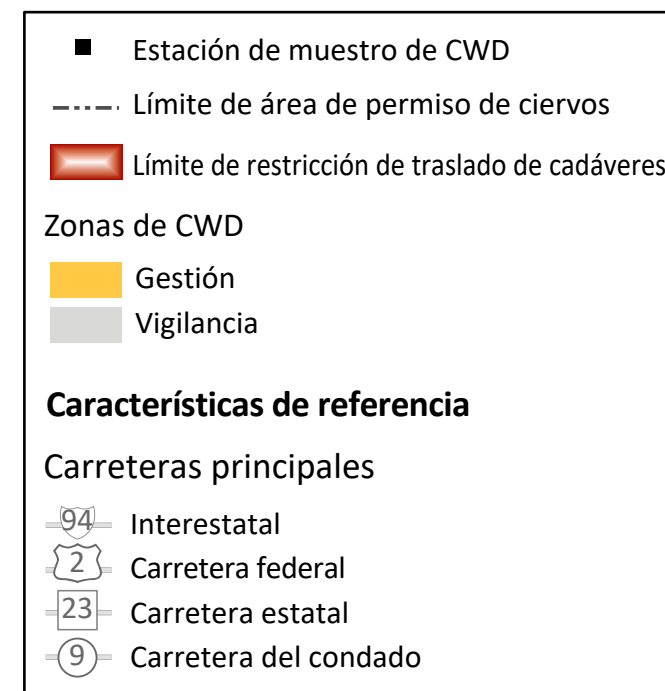 Estación de muestro de CWD
Límite de área de permiso de ciervos
Límite de restricción de traslado de cadáveres
Zonas de CWD
Gestión
Vigilancia
Características de referencia
Carreteras principales
94 Interestatal
2 Carretera federal
23 Carretera estatal
9 Carretera del condado